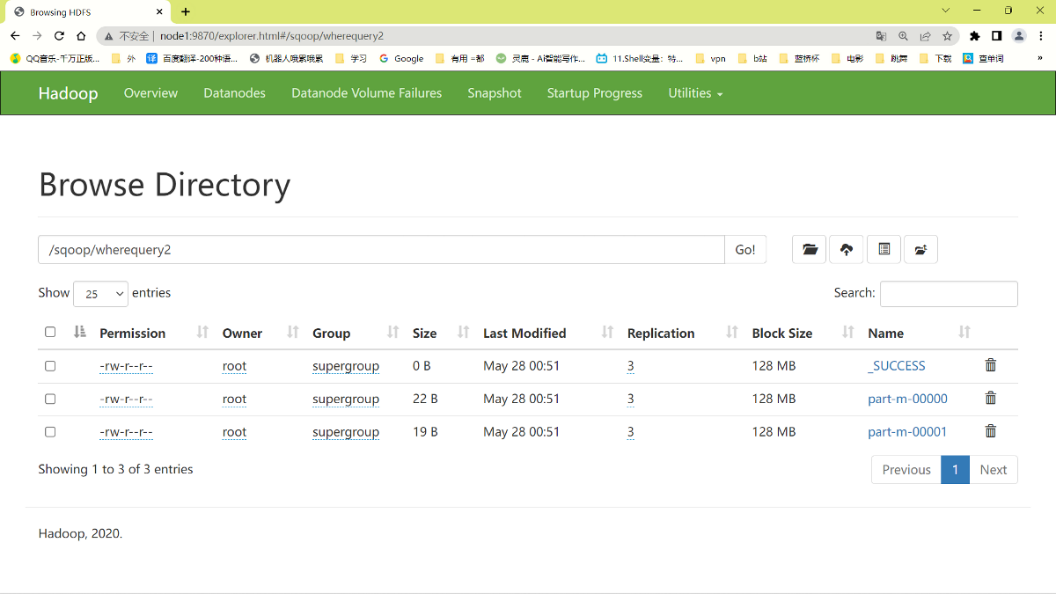 Browsing HDFS
不安全 | node1:9870/explorer.html#/sqoop/wherequery2
QQ音乐-千万正版... 外 百度翻译-200种语... 机器人哦累哦累 学习 Google 有用 =都 灵鹿 - Ai智能写作... 11.Shell变量：特... vpn b站 蓝桥杯 电影 跳舞 下载 查单词 »
Hadoop Overview Datanodes Datanode Volume Failures Snapshot Startup Progress Utilities
Browse Directory
/sqoop/wherequery2 Go!
Show 25 entries Search:
Permission Owner Group Size Last Modified Replication Block Size Name
-rw-r--r-- root supergroup 0 B May 28 00:51 3 128 MB _SUCCESS
-rw-r--r-- root supergroup 22 B May 28 00:51 3 128 MB part-m-00000
-rw-r--r-- root supergroup 19 B May 28 00:51 3 128 MB part-m-00001
Showing 1 to 3 of 3 entries Previous 1 Next
Hadoop, 2020.